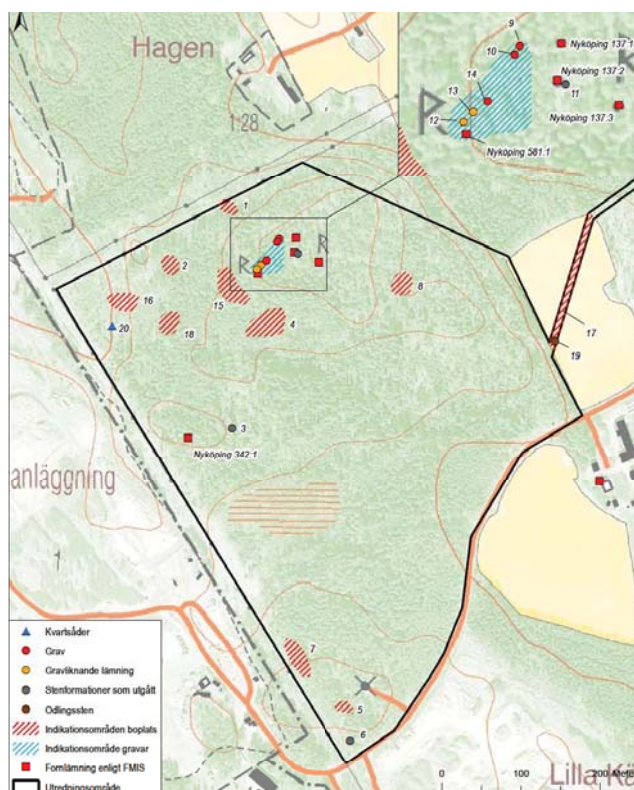 Hagen
1:28
R
R
9
10
14
13
12
11
Nyköping 137:1
Nyköping 137:2
Nyköping 137:3
Nyköping 581:1
R
R
1
2
16
20
18
15
4
8
17
19
3
Nyköping 342:1
anläggning
7
5
6
Kvartsåder
Grav
Gravliknande lämning
Stenformationer som utgått
Odlingssten
Indikationsområden boplats
Indikationsområde gravar
Fornlämning enligt FMIS
Utredningsområde
0 100 200 Meter
Lilla Kä